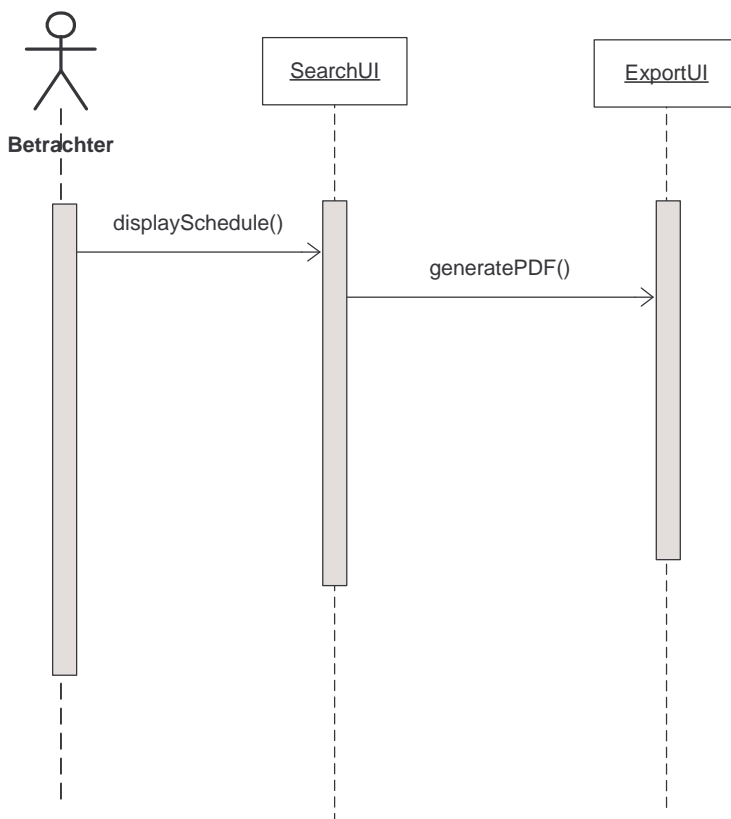 SearchUI
ExportUI
Betrachter
displaySchedule()
generatePDF()